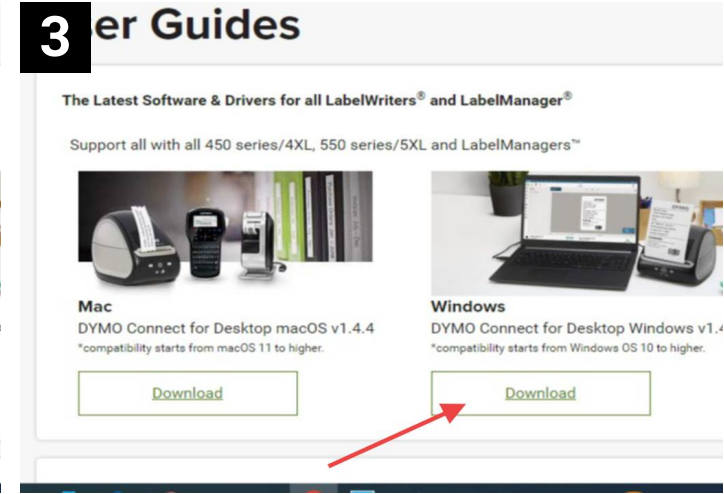 3
er Guides
The Latest Software & Drivers for all LabelWriters® and LabelManager®
Support all with all 450 series/4XL, 550 series/5XL and LabelManagers™
Mac
DYMO Connect for Desktop macOS v1.4.4
*compatibility starts from macOS 11 to higher.
Download
Windows
DYMO Connect for Desktop Windows v1.4
*compatibility starts from Windows OS 10 to higher.
Download